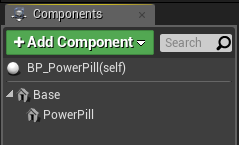 Components
+ Add Component
Search
BP_PowerPill(self)
Base
PowerPill